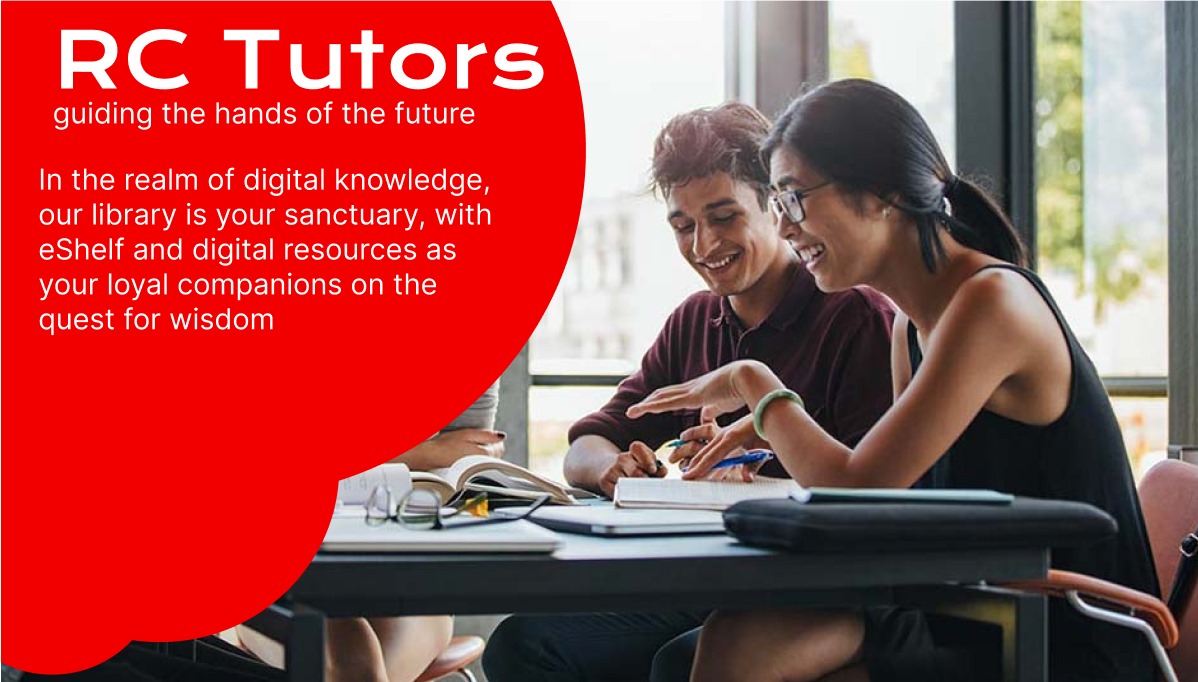 RC Tutors
guiding the hands of the future
In the realm of digital knowledge,
our library is your sanctuary, with
eShelf and digital resources as
your loyal companions on the
quest for wisdom